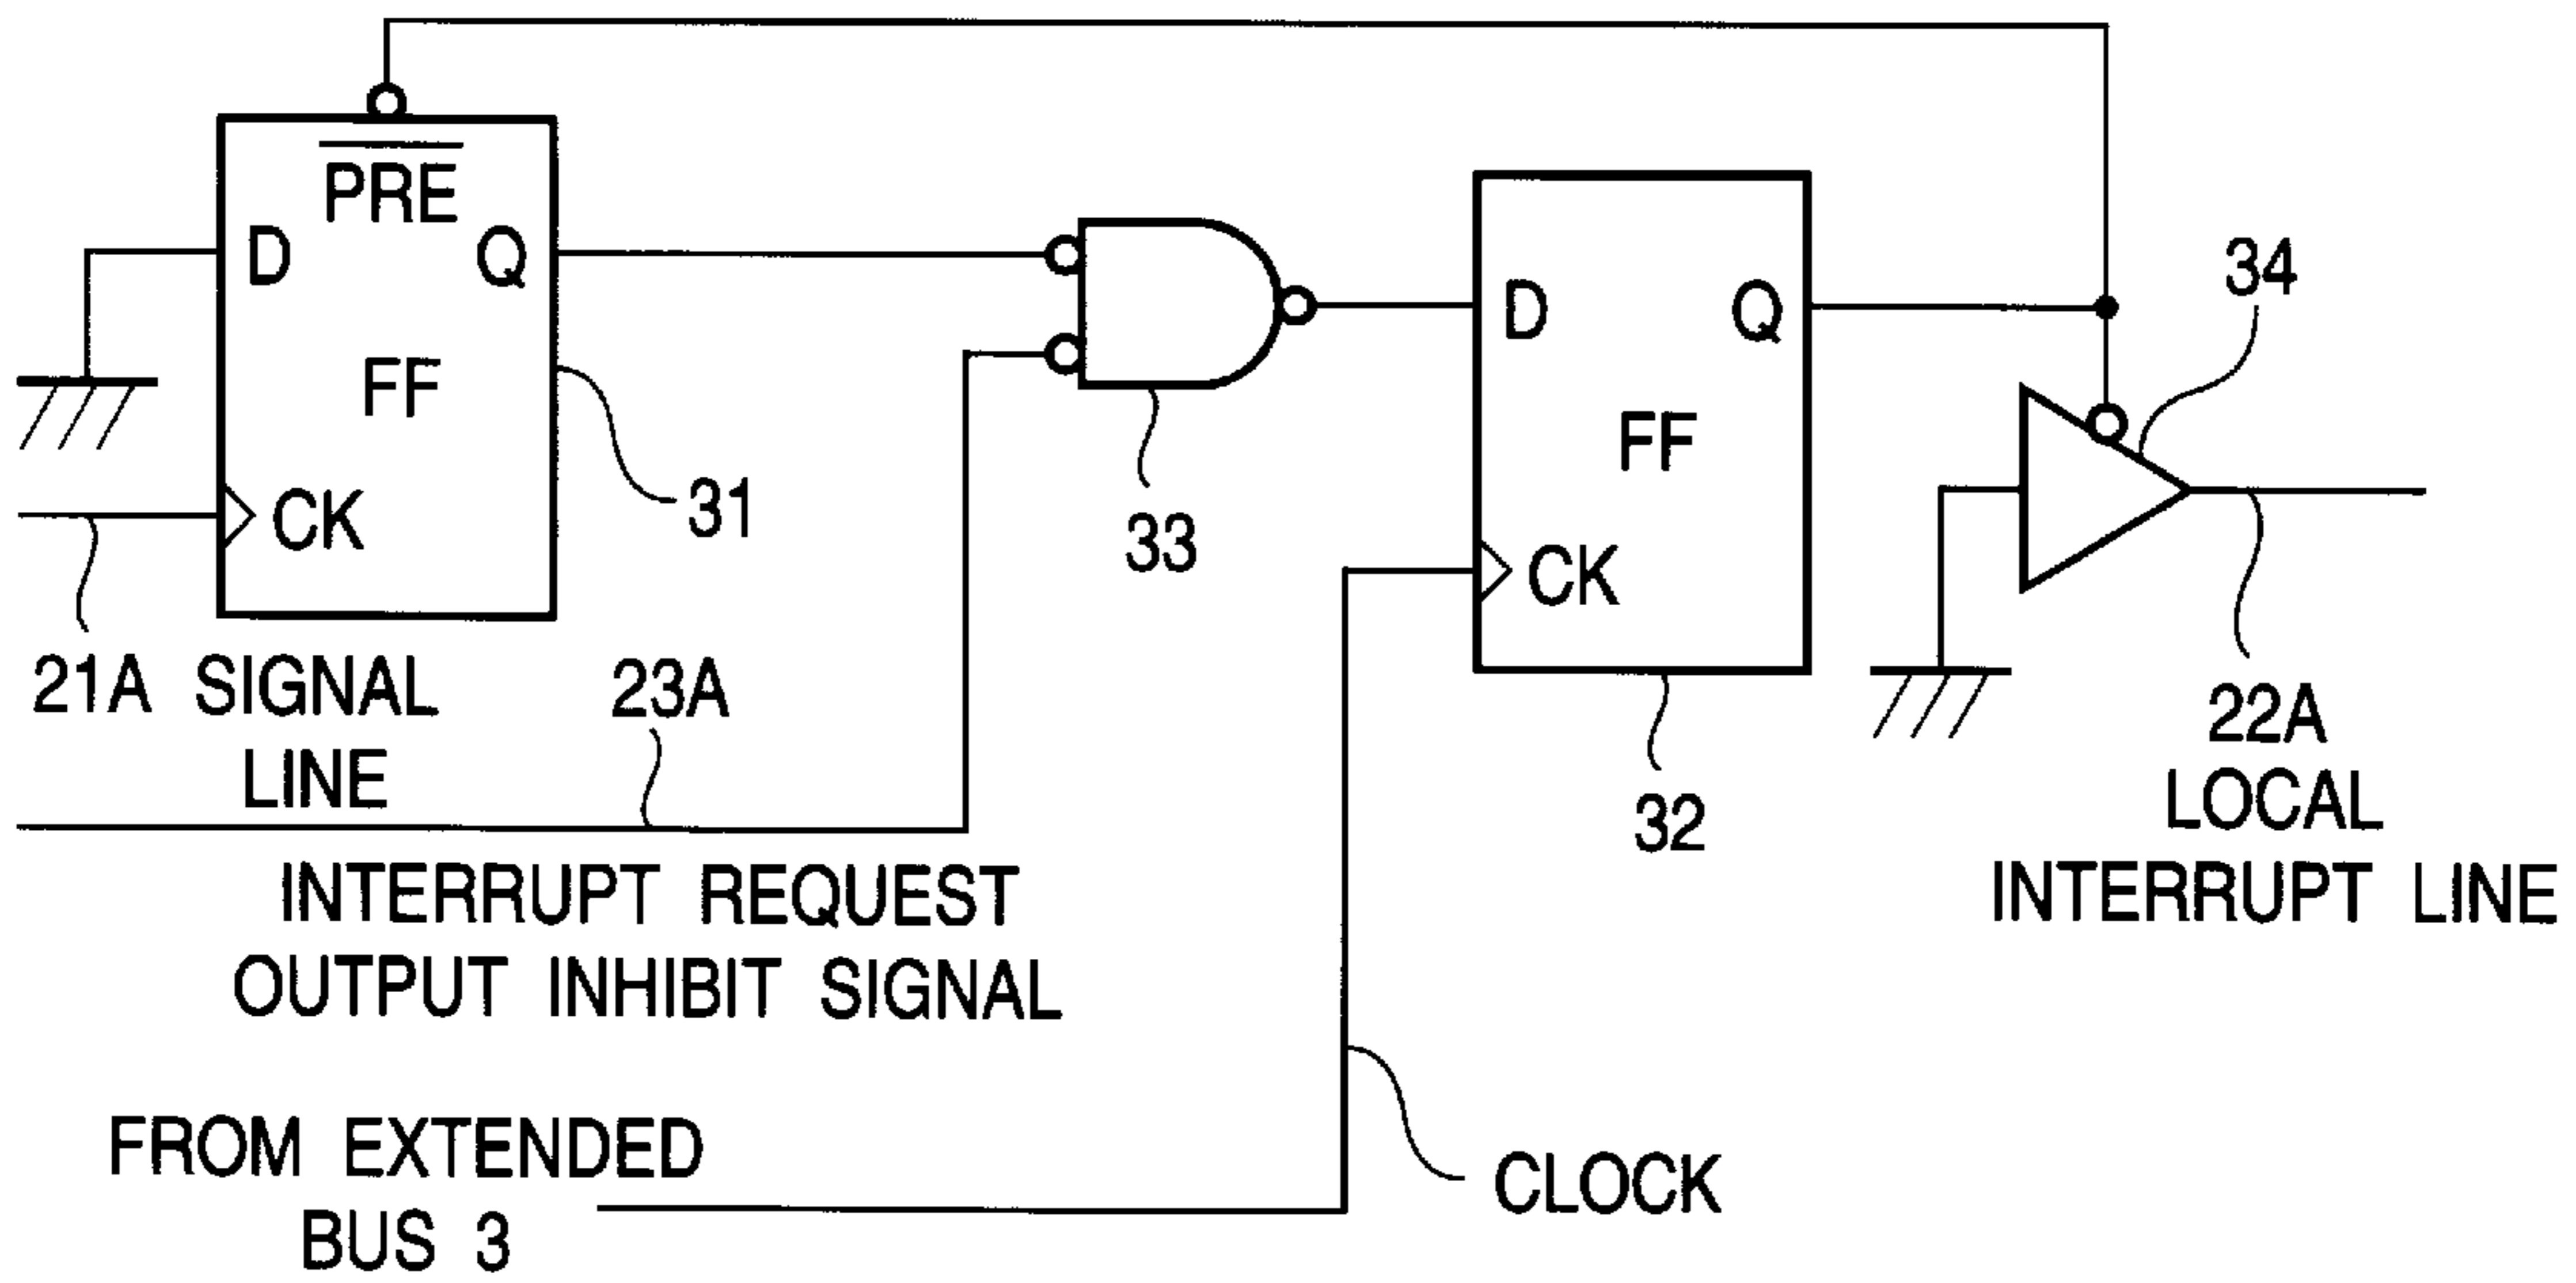 PRE
D
Q
FF
CK
31
21A SIGNAL
LINE
23A
INTERRUPT REQUEST
OUTPUT INHIBIT SIGNAL
33
D
Q
FF
CK
32
34
22A
LOCAL
INTERRUPT LINE
FROM EXTENDED
BUS 3
CLOCK